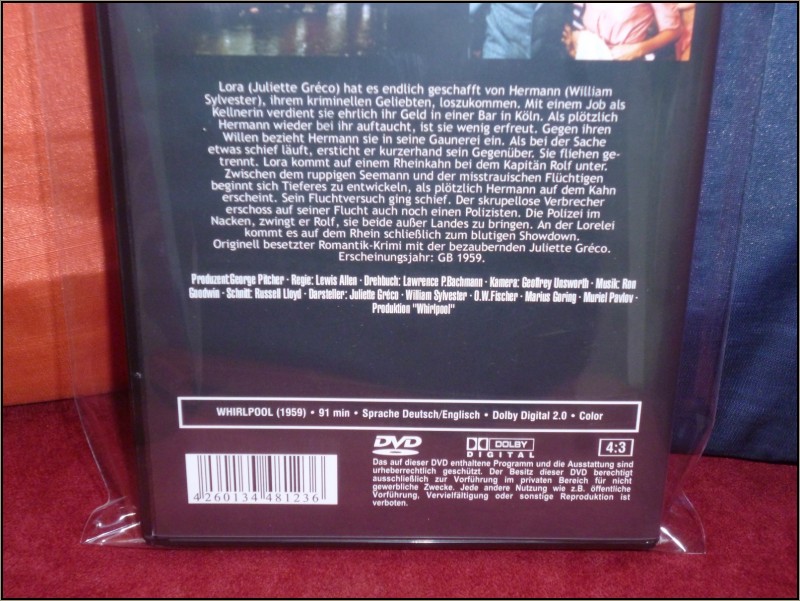 Lora (Juliette Gréco) hat es endlich geschafft von Hermann (William
Sylvester), ihrem kriminellen Geliebten, loszukommen. Mit einem Job als
Kellnerin verdient sie ehrlich ihr Geld in einer Bar in Köln. Als plötzlich
Hermann wieder bei ihr auftaucht, ist sie wenig erfreut. Gegen ihren
Willen bezieht Hermann sie in seine Gaunerei ein. Als bei der Sache
etwas schief läuft, ersticht er kurzerhand sein Gegenüber. Sie fliehen ge-
trennt. Lora kommt auf einem Rheinkahn bei dem Kapitän Rolf unter.
Zwischen dem ruppigen Seemann und der misstrauischen Flüchtigen
beginnt sich Tieferes zu entwickeln, als plötzlich Hermann auf dem Kahn
erscheint. Sein Fluchtversuch ging schief. Der skrupellose Verbrecher
erschoss auf seiner Flucht auch noch einen Polizisten. Die Polizei im
Nacken, zwingt er Rolf, sie beide außer Landes zu bringen. An der Lorelei
kommt es auf dem Rhein schließlich zum blutigen Showdown.
Originell besetzter Romantik-Krimi mit der bezaubernden Juliette Gréco.
Erscheinungsjahr: GB 1959.
Produzent George Pitcher · Regie: Lewis Allen · Drehbuch: Lawrence P.Bachmann · Kamera: Geoffrey Unsworth · Musik: Ron
Goodwin · Schnitt: Russell Lloyd · Darsteller: Juliette Gréco · William Sylvester · O.W.Fischer · Marius Goring · Muriel Pavlov ·
Produktion "Whirlpool"
WHIRLPOOL (1959) • 91 min • Sprache Deutsch/Englisch • Dolby Digital 2.0 • Color
DVD
DOLBY
DIGITAL
4:3
4 260134 481236
Das auf dieser DVD enthaltene Programm und die Ausstattung sind
urheberrechtlich geschützt. Der Besitz dieser DVD berechtigt
ausschließlich zur Vorführung im privaten Bereich für nicht
gewerbliche Zwecke. Jede andere Nutzung wie z.B. öffentliche
Vorführung, Vervielfältigung oder sonstige Reproduktion ist
verboten.